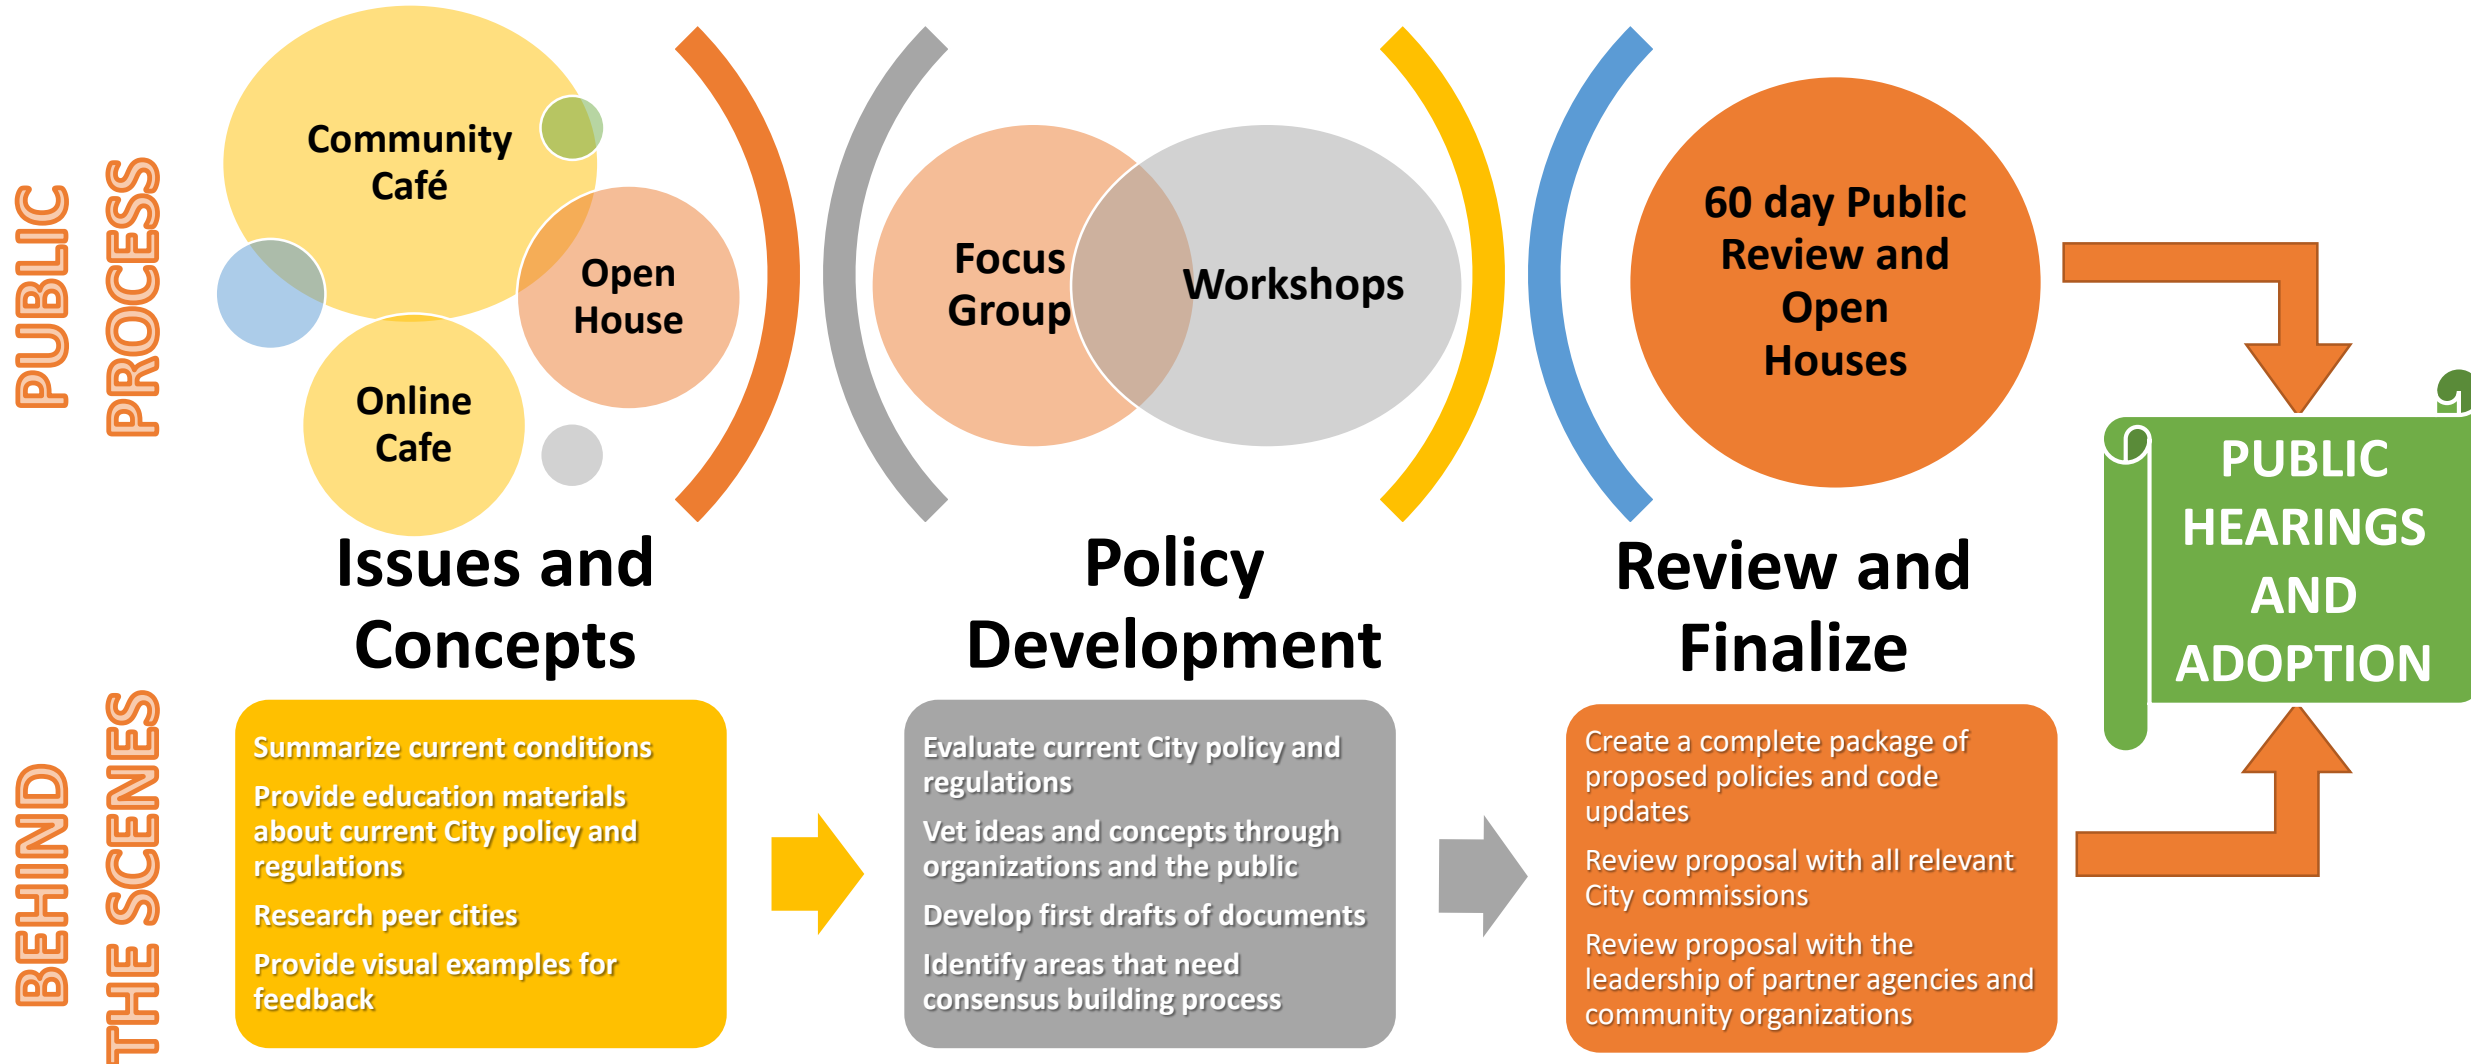 PUBLIC
PROCESS
Community
Café
Open
House
Online
Cafe
Issues and
Concepts
Focus
Group
Workshops
Policy
Development
60 day Public
Review and
Open
Houses
Review and
Finalize
PUBLIC
HEARINGS
AND
ADOPTION
BEHIND
THE SCENES
Summarize current conditions
Provide education materials
about current City policy and
regulations
Research peer cities
Provide visual examples for
feedback
Evaluate current City policy and
regulations
Vet ideas and concepts through
organizations and the public
Develop first drafts of documents
Identify areas that need
consensus building process
Create a complete package of
proposed policies and code
updates
Review proposal with all relevant
City commissions
Review proposal with the
leadership of partner agencies and
community organizations